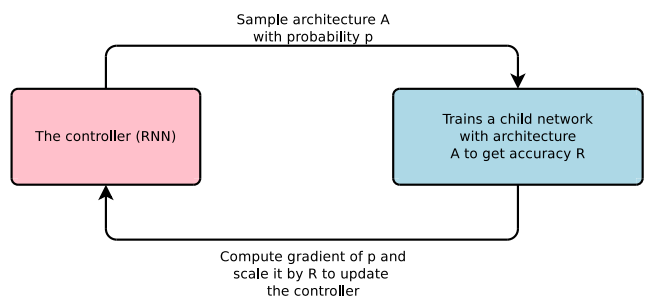 Sample architecture A
with probability p
The controller (RNN)
Trains a child network
with architecture
A to get accuracy R
Compute gradient of p and
scale it by R to update
the controller